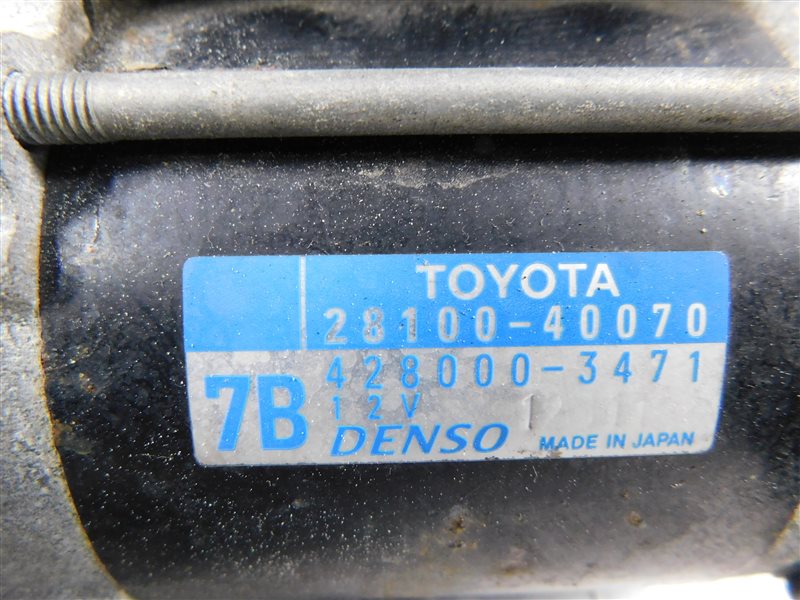 TOYOTA
28100-40070
428000-3471
7B
12V
DENSO MADE IN JAPAN